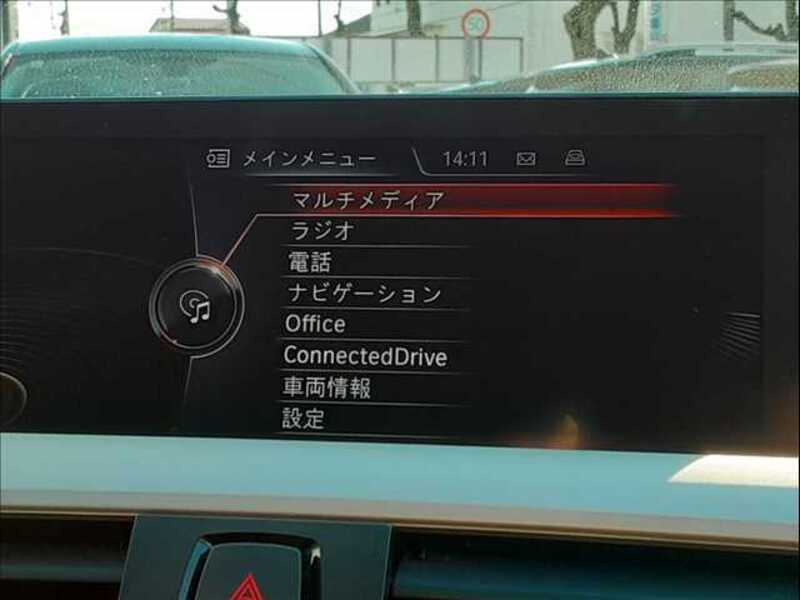 50
メインメニュー 14:11
マルチメディア
ラジオ
電話
ナビゲーション
Office
ConnectedDrive
車両情報
設定